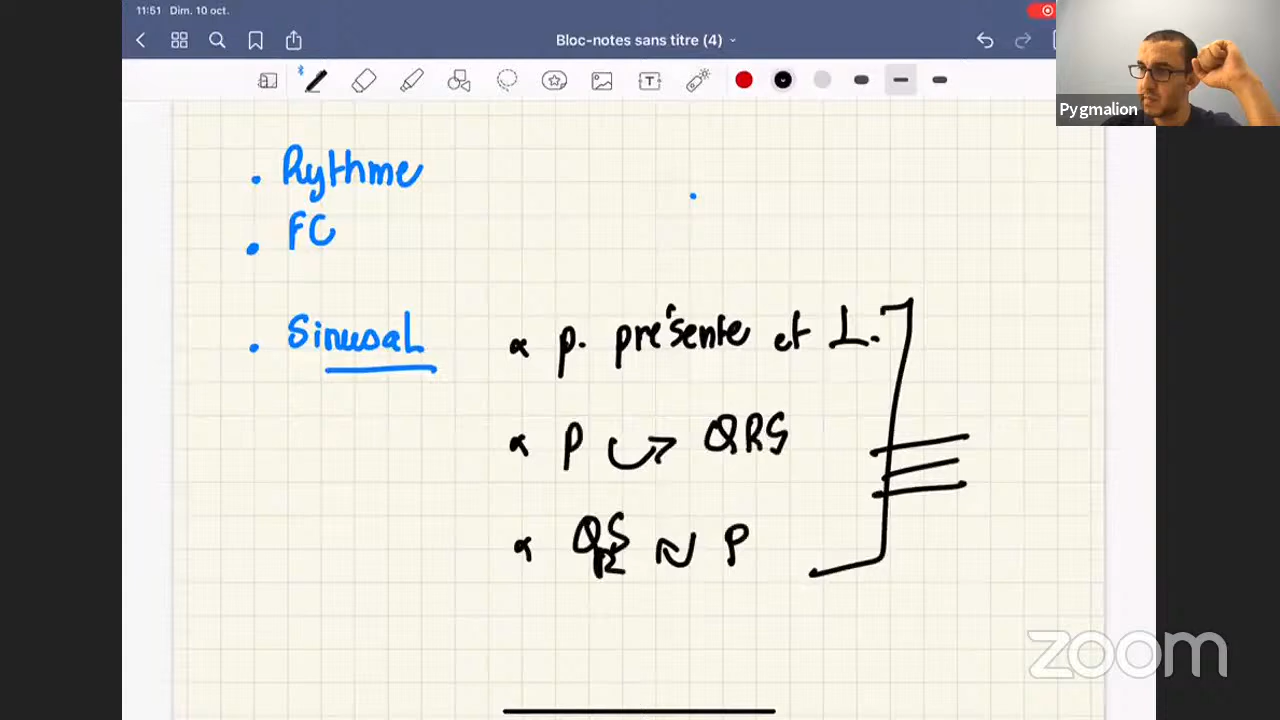 11:51 Dim. 10 oct.
Bloc-notes sans titre (4)
Pygmalion
. Rythme
. FC
. Sinusal
∝ p. présente et ⊥.
∝ P QRS
∝ QRS P
zoom